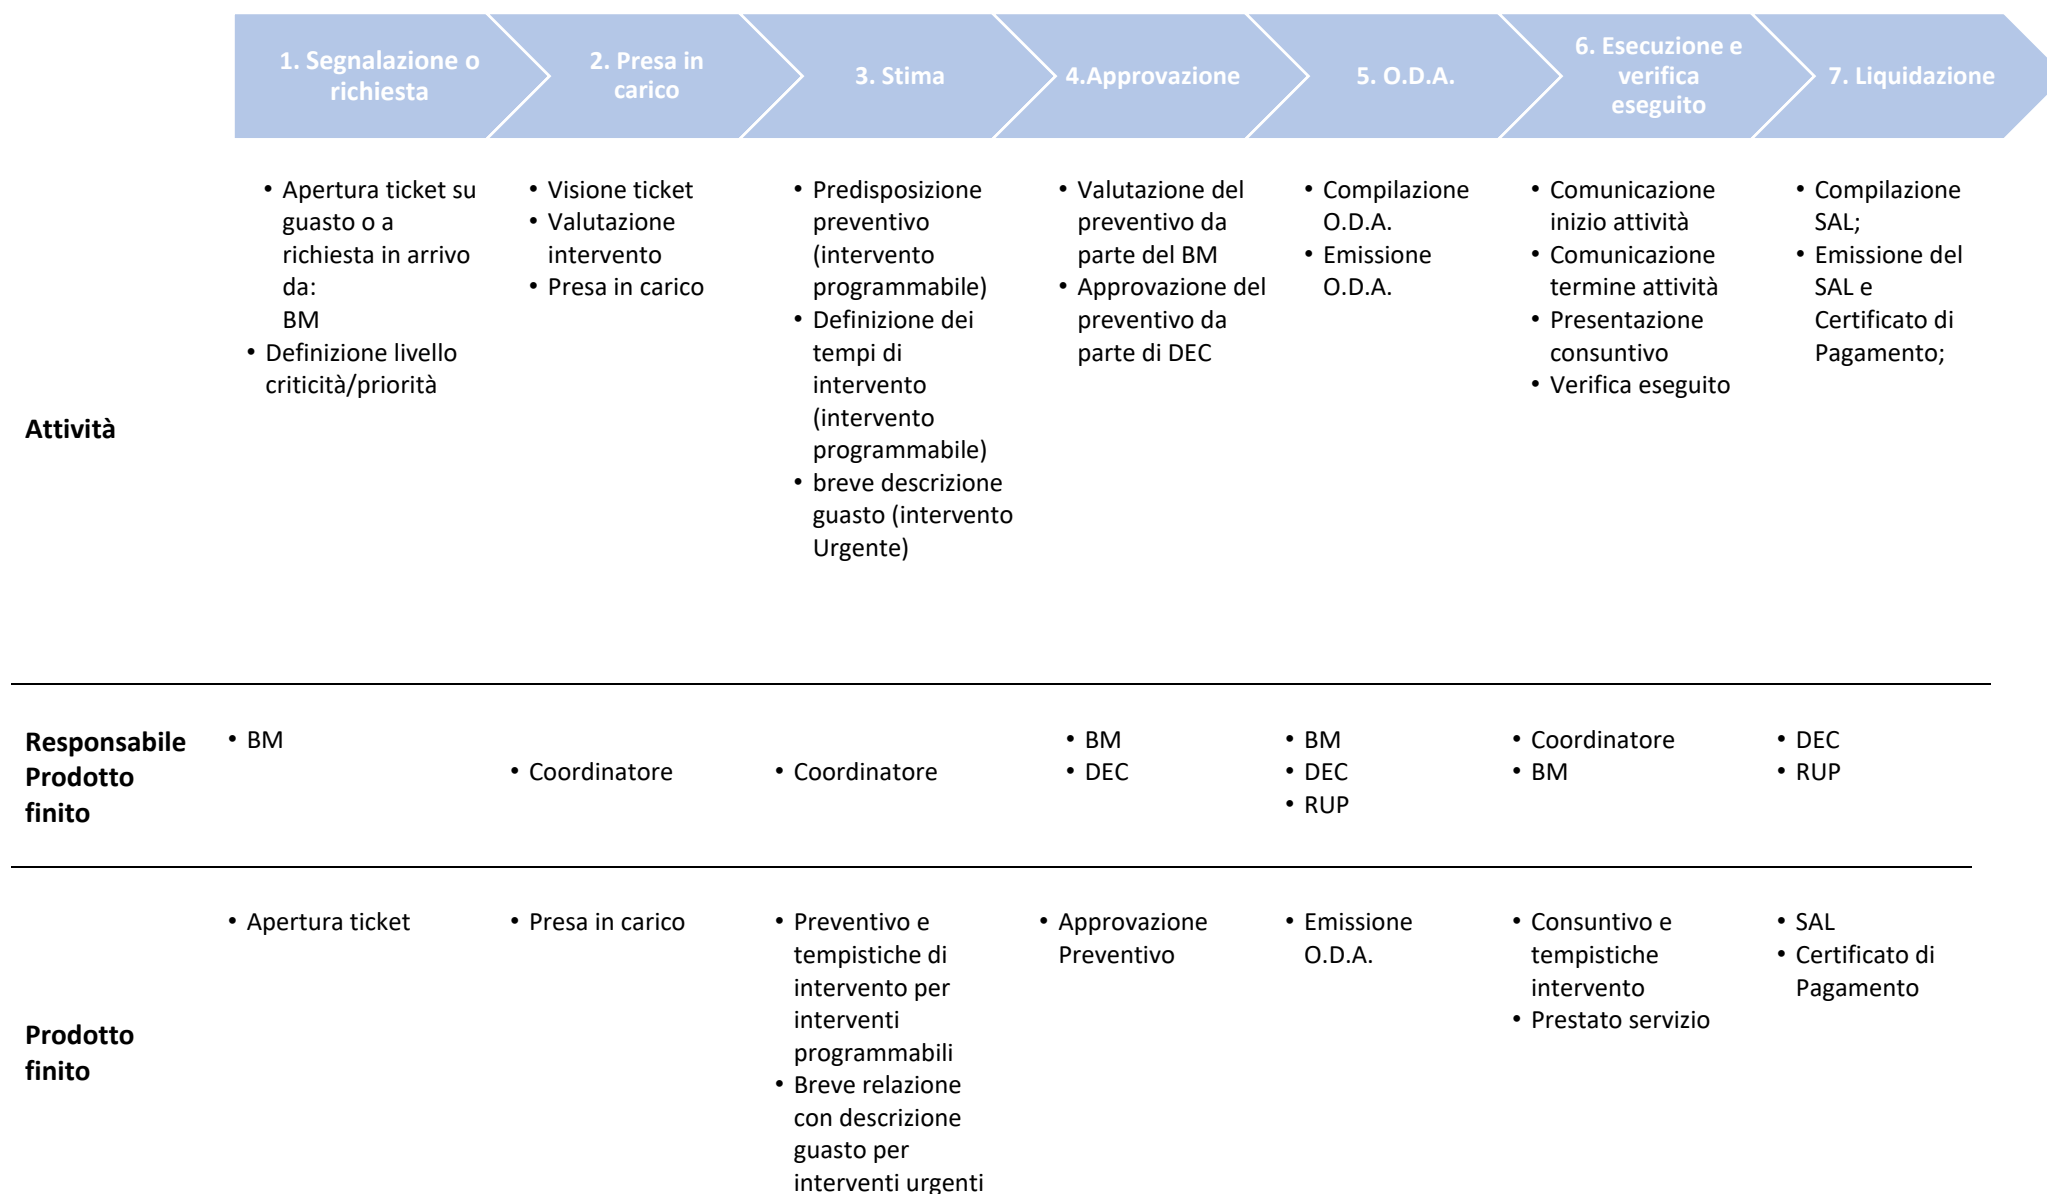 1. Segnalazione o
richiesta
2. Presa in
carico
3. Stima
4.Approvazione
5. O.D.A.
6. Esecuzione e
verifica
eseguito
7. Liquidazione
Attività
• Apertura ticket su
guasto o a
richiesta in arrivo
da:
BM
• Definizione livello
criticità/priorità
• Visione ticket
• Valutazione
intervento
• Presa in carico
• Predisposizione
preventivo
(intervento
programmabile)
• Definizione dei
tempi di
intervento
(intervento
programmabile)
• breve descrizione
guasto (intervento
Urgente)
• Valutazione del
preventivo da
parte del BM
• Approvazione del
preventivo da
parte di DEC
• Compilazione
O.D.A.
• Emissione
O.D.A.
• Comunicazione
inizio attività
• Comunicazione
termine attività
• Presentazione
consuntivo
• Verifica eseguito
• Compilazione
SAL;
• Emissione del
SAL e
Certificato di
Pagamento;
Responsabile
Prodotto
finito
• BM
• Coordinatore
• Coordinatore
• BM
• DEC
• BM
• DEC
• RUP
• Coordinatore
• BM
• DEC
• RUP
Prodotto
finito
• Apertura ticket
• Presa in carico
• Preventivo e
tempistiche di
intervento per
interventi
programmabili
• Breve relazione
con descrizione
guasto per
interventi urgenti
• Approvazione
Preventivo
• Emissione
O.D.A.
• Consuntivo e
tempistiche
intervento
• Prestato servizio
• SAL
• Certificato di
Pagamento